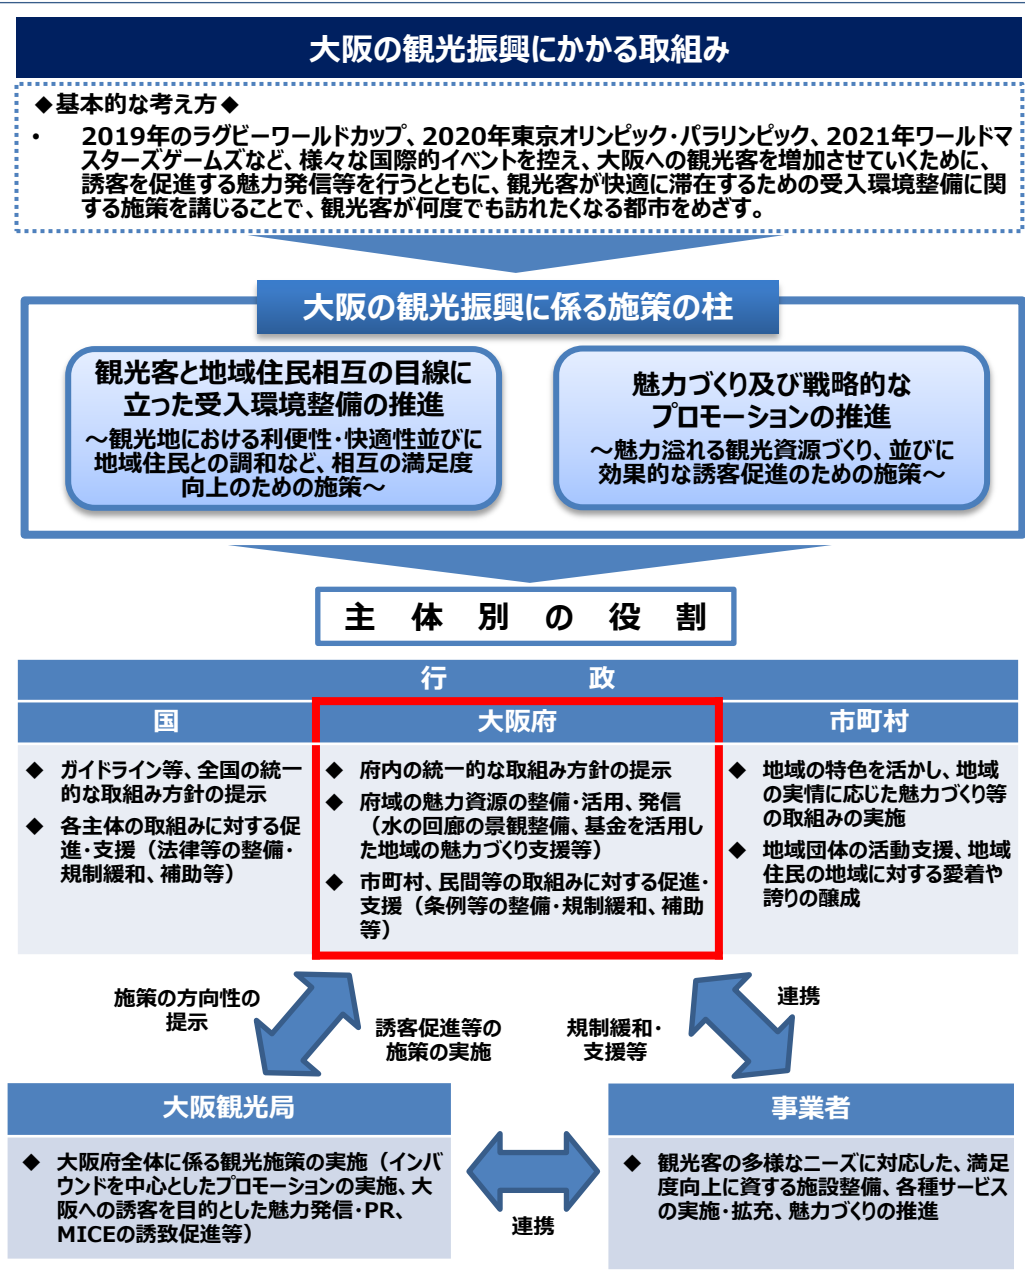 大阪の観光振興にかかる取組み
◆基本的な考え方◆
・ 2019年のラグビーワールドカップ、2020年東京オリンピック・パラリンピック、2021年ワールドマ
スターズゲームズなど、様々な国際的イベントを控え、大阪への観光客を増加させていくために、
誘客を促進する魅力発信等を行うとともに、観光客が快適に滞在するための受入環境整備に関
する施策を講じることで、観光客が何度でも訪れたくなる都市をめざす。
大阪の観光振興に係る施策の柱
観光客と地域住民相互の目線に
立った受入環境整備の推進
～観光地における利便性・快適性並びに
地域住民との調和など、相互の満足度
向上のための施策～
魅力づくり及び戦略的な
プロモーションの推進
～魅力溢れる観光資源づくり、並びに
効果的な誘客促進のための施策～
主体別の役割
行政
国
◆ ガイドライン等、全国の統一
的な取組み方針の提示
◆ 各主体の取組みに対する促
進・支援（法律等の整備・
規制緩和、補助等）
大阪府
◆ 府内の統一的な取組み方針の提示
◆ 府域の魅力資源の整備・活用、発信
（水の回廊の景観整備、基金を活用し
た地域の魅力づくり支援等）
◆ 市町村、民間等の取組みに対する促進・
支援（条例等の整備・規制緩和、補助
等）
市町村
◆ 地域の特色を活かし、地域
の実情に応じた魅力づくり等
の取組みの実施
◆ 地域団体の活動支援、地域
住民の地域に対する愛着や
誇りの醸成
施策の方向性の
提示
誘客促進等の
施策の実施
規制緩和・
支援等
連携
大阪観光局
◆ 大阪府全体に係る観光施策の実施（インバ
ウンドを中心としたプロモーションの実施、大
阪への誘客を目的とした魅力発信・PR、
MICEの誘致促進等）
連携
事業者
◆ 観光客の多様なニーズに対応した、満足
度向上に資する施設整備、各種サービス
の実施・拡充、魅力づくりの推進